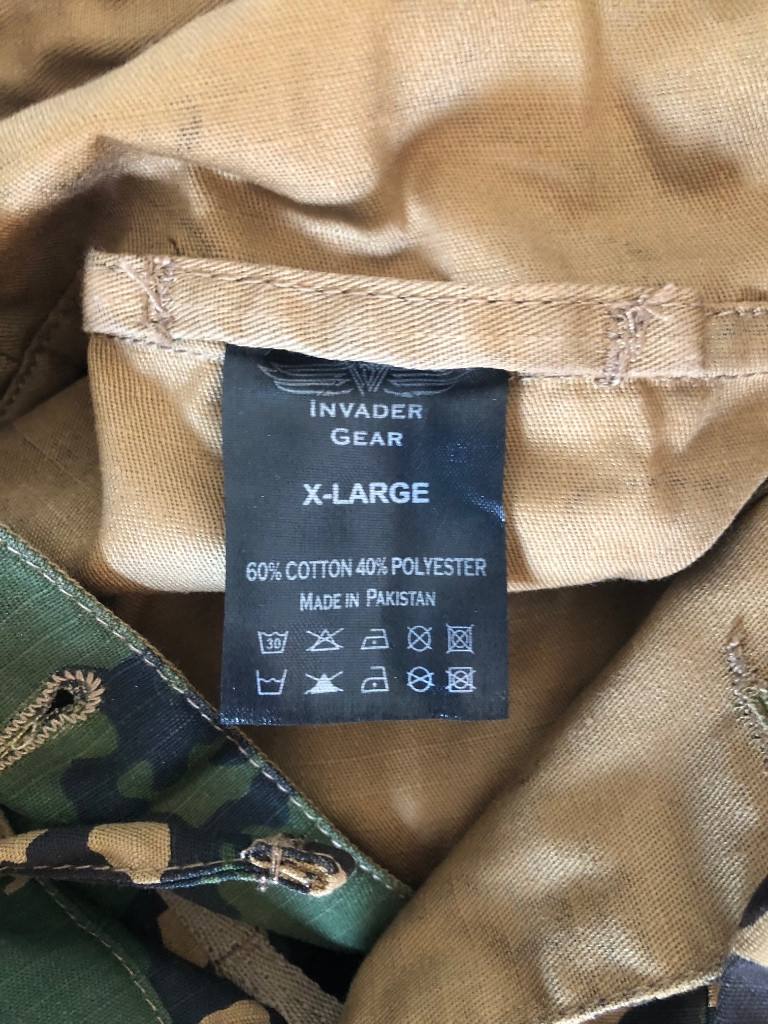 INVADER
GEAR
X-LARGE
60% COTTON 40% POLYESTER
MADE IN PAKISTAN
30